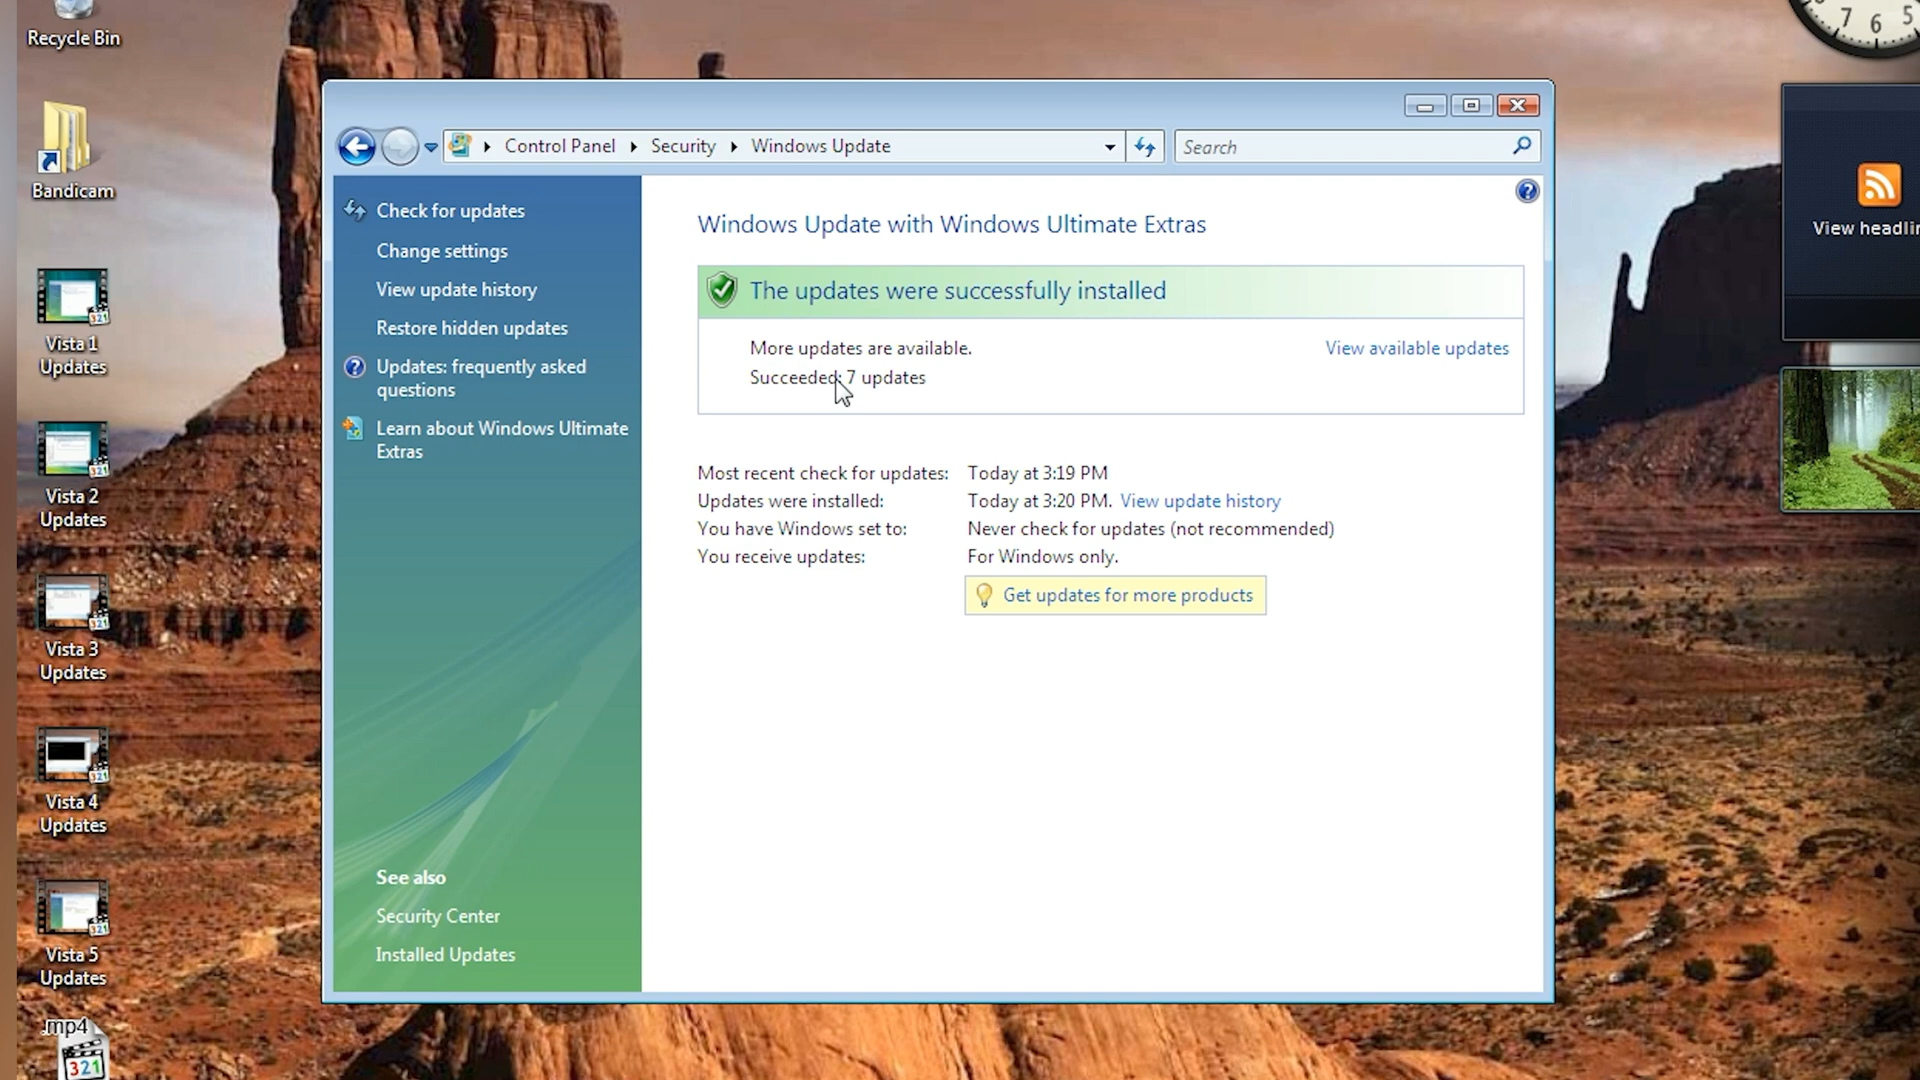 Recycle Bin
Bandicam
Vista 1
Updates
Vista 2
Updates
Vista 3
Updates
Vista 4
Updates
Vista 5
Updates
.mp4
321
Control Panel
Security
Windows Update
Search
Check for updates
Change settings
View update history
Restore hidden updates
Updates: frequently asked
questions
Learn about Windows Ultimate
Extras
See also
Security Center
Installed Updates
Windows Update with Windows Ultimate Extras
The updates were successfully installed
More updates are available.
View available updates
Succeeded: 7 updates
Most recent check for updates: Today at 3:19 PM
Updates were installed: Today at 3:20 PM. View update history
You have Windows set to: Never check for updates (not recommended)
You receive updates: For Windows only.
Get updates for more products
7 6 5
View headlin